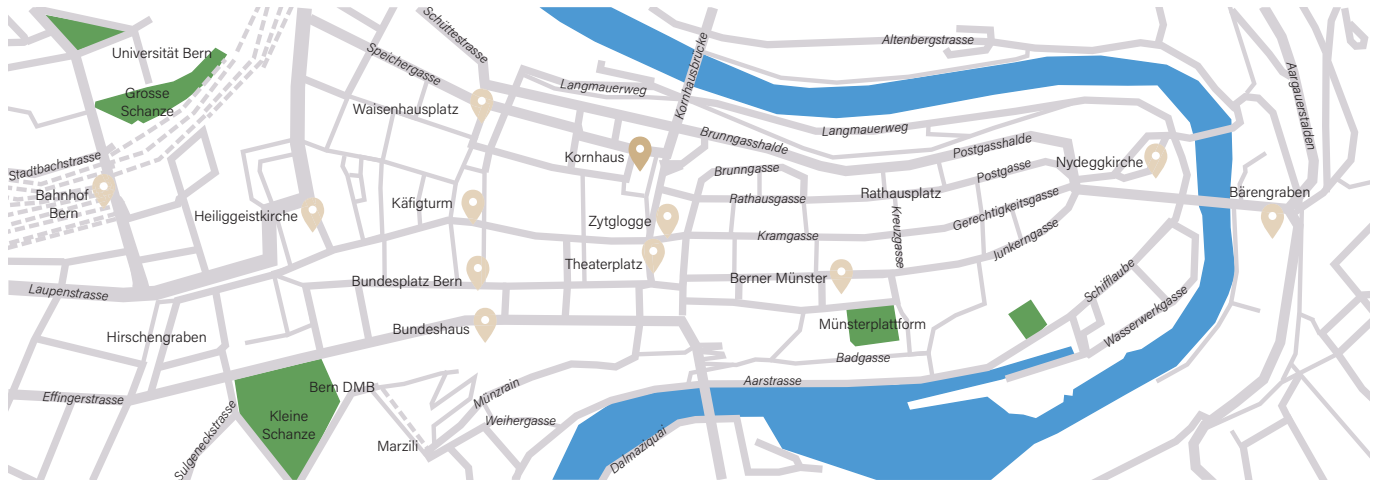 Schüttestrasse
Altenbergstrasse
Universität Bern
Speichergasse
Kornhausbrücke
Aargauerstalden
Langmauerweg
Grosse
Schanze
Waisenhausplatz
Langmauerweg
Brunngasshalde
Postgasshalde
Stadtbachstrasse
Kornhaus
Nydeggkirche
Brunngasse
Postgasse
Bahnhof
Bern
Käfigturm
Rathausgasse
Rathausplatz
Bärengraben
Heiliggeistkirche
Zytglogge
Gerechtigkeitsgasse
Kramgasse
Kreuzgasse
Junkerngasse
Theaterplatz
Bundesplatz Bern
Berner Münster
Schifflaube
Laupenstrasse
Wasserwerkgasse
Bundeshaus
Münsterplattform
Hirschengraben
Badgasse
Bern DMB
Aarstrasse
Effingerstrasse
Münzrain
Kleine
Schanze
Weihergasse
Sulgeneckstrasse
Marzili
Dalmaziquai